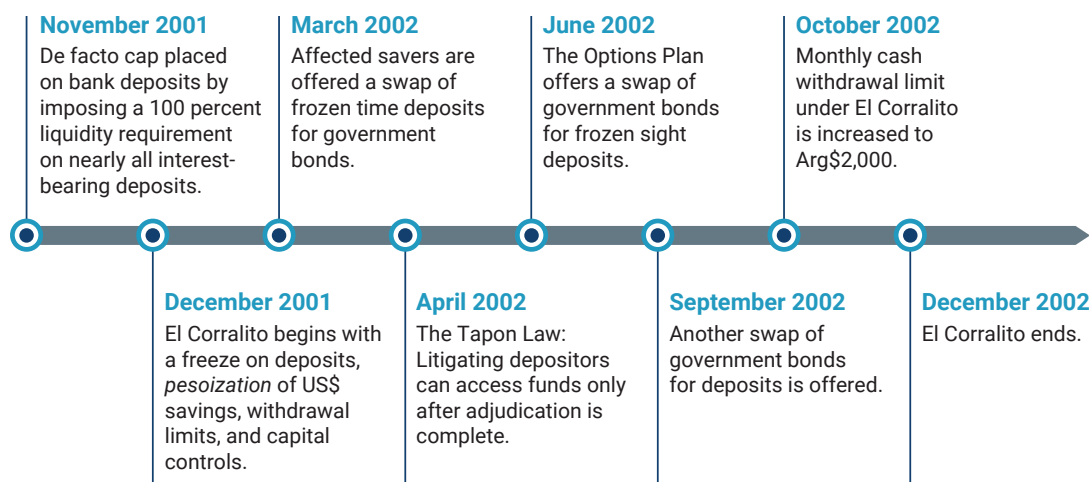 November 2001
De facto cap placed
on bank deposits by
imposing a 100 percent
liquidity requirement
on nearly all interest-
bearing deposits.
March 2002
Affected savers are
offered a swap of
frozen time deposits
for government
bonds.
June 2002
The Options Plan
offers a swap of
government bonds
for frozen sight
deposits.
October 2002
Monthly cash
withdrawal limit
under El Corralito
is increased to
Arg$2,000.
December 2001
El Corralito begins with
a freeze on deposits,
pesoization of US$
savings, withdrawal
limits, and capital
controls.
April 2002
The Tapon Law:
Litigating depositors
can access funds only
after adjudication is
complete.
September 2002
Another swap of
government bonds
for deposits is offered.
December 2002
El Corralito ends.